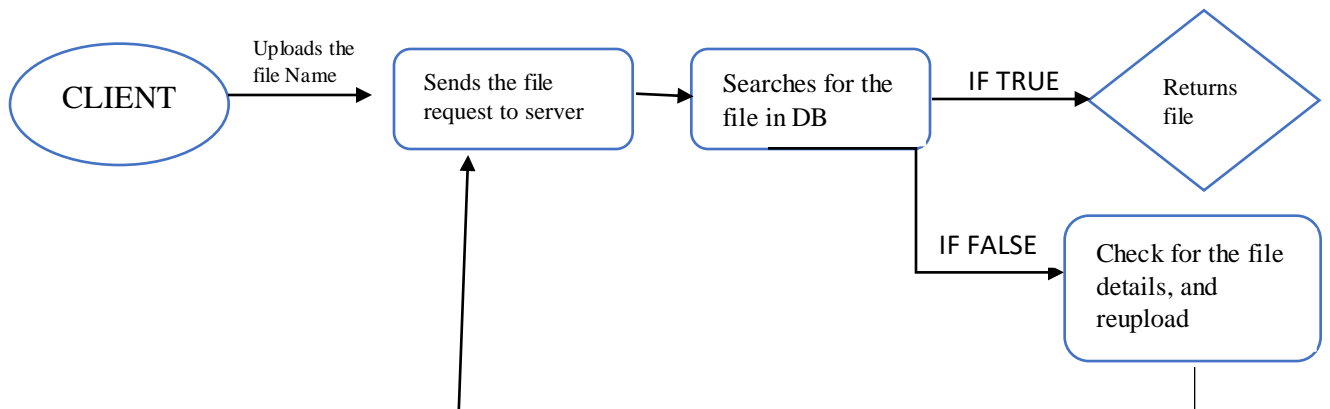 CLIENT
Uploads the
file Name
Sends the file
request to server
Searches for the
file in DB
IF TRUE
Returns
file
IF FALSE
Check for the file
details, and
reupload